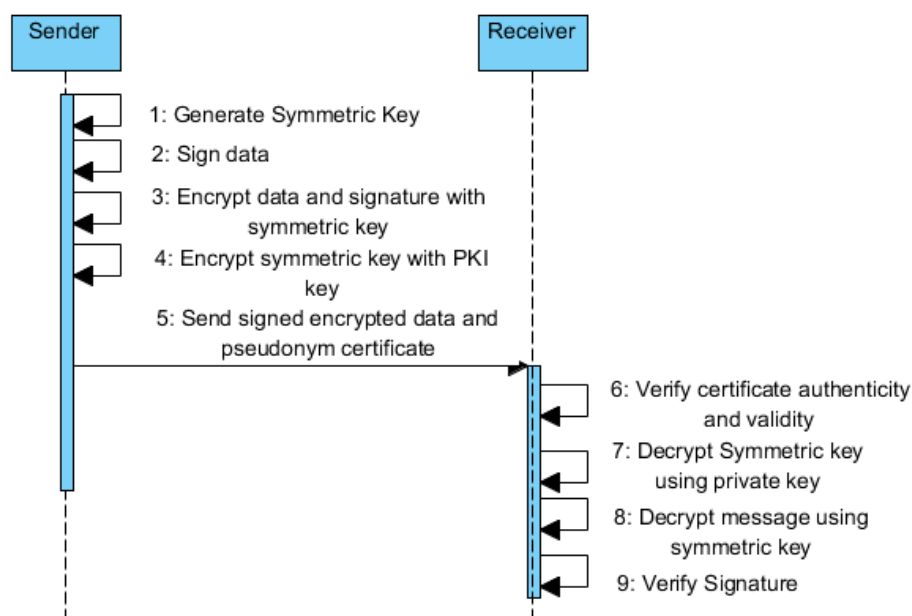 Sender
Receiver
1: Generate Symmetric Key
2: Sign data
3: Encrypt data and signature with
symmetric key
4: Encrypt symmetric key with PKI
key
5: Send signed encrypted data and
pseudonym certificate
6: Verify certificate authenticity
and validity
7: Decrypt Symmetric key
using private key
8: Decrypt message using
symmetric key
9: Verify Signature